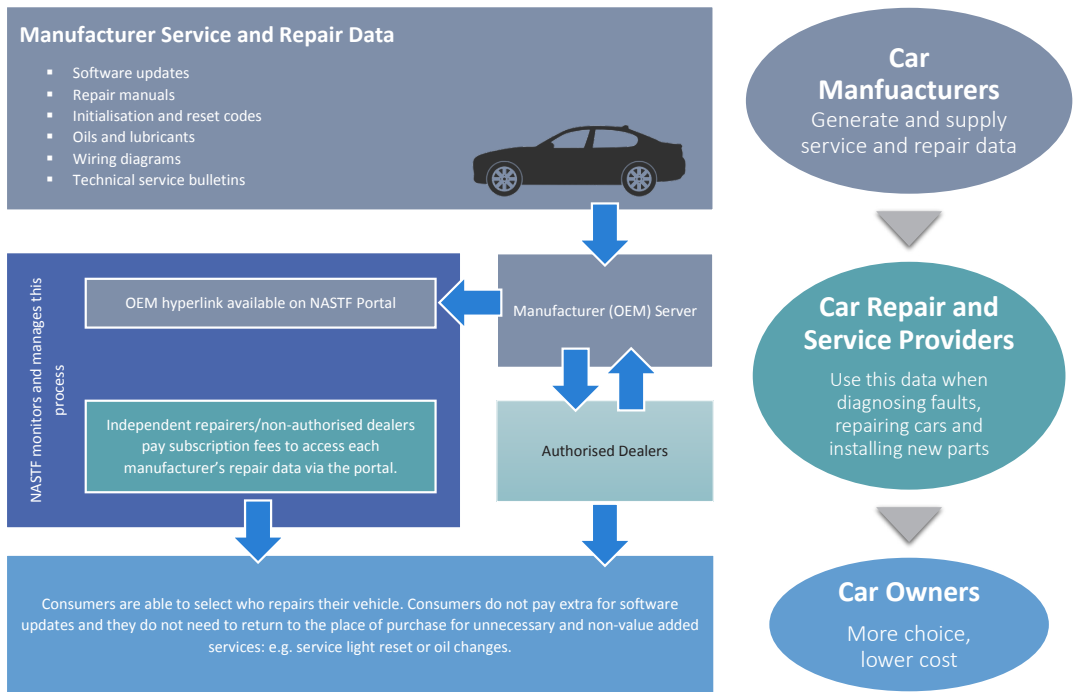 Manufacturer Service and Repair Data
▪ Software updates
▪ Repair manuals
▪ Initialisation and reset codes
▪ Oils and lubricants
▪ Wiring diagrams
▪ Technical service bulletins
Car
Manfuacturers
Generate and supply
service and repair data
NASTF monitors and manages this
process
OEM hyperlink available on NASTF Portal
Manufacturer (OEM) Server
Independent repairers/non-authorised dealers
pay subscription fees to access each
manufacturer's repair data via the portal.
Authorised Dealers
Car Repair and
Service Providers
Use this data when
diagnosing faults,
repairing cars and
installing new parts
Consumers are able to select who repairs their vehicle. Consumers do not pay extra for software
updates and they do not need to return to the place of purchase for unnecessary and non-value added
services: e.g. service light reset or oil changes.
Car Owners
More choice,
lower cost